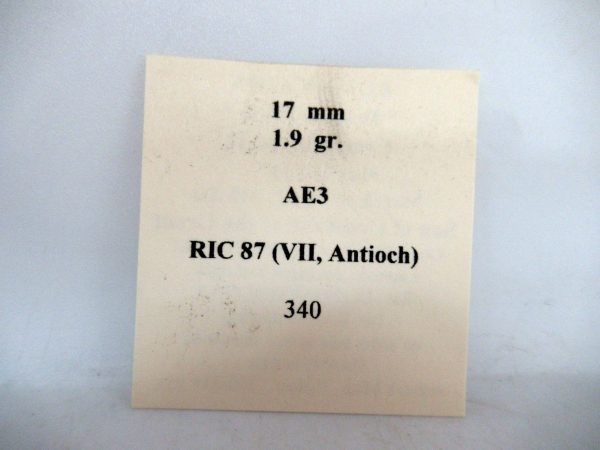 17 mm
1.9 gr.
AE3
RIC 87 (VII, Antioch)
340